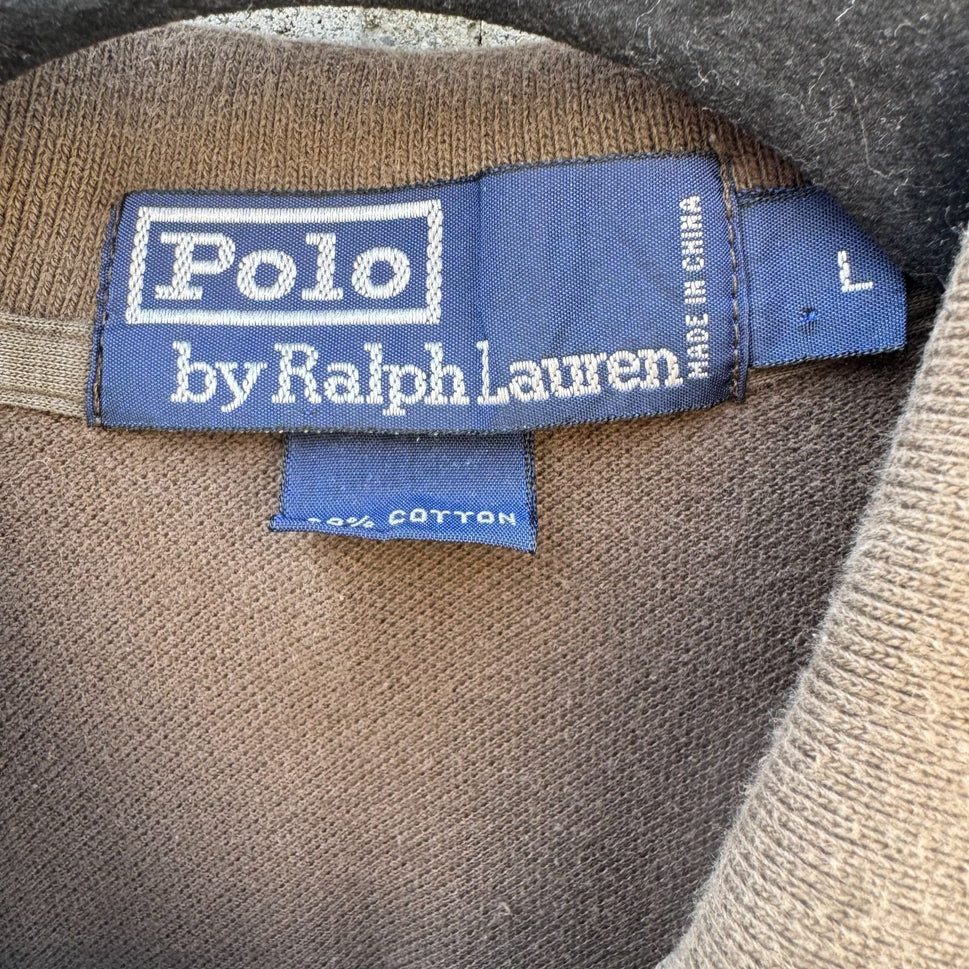 Polo
by Ralph Lauren
MADE IN CHINA
L
COTTON